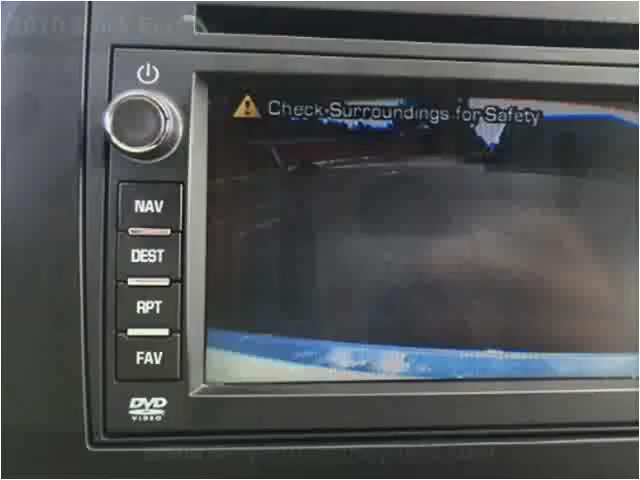 Check Surroundings for Safety
NAV
DEST
RPT
FAV
DVD
VIDEO